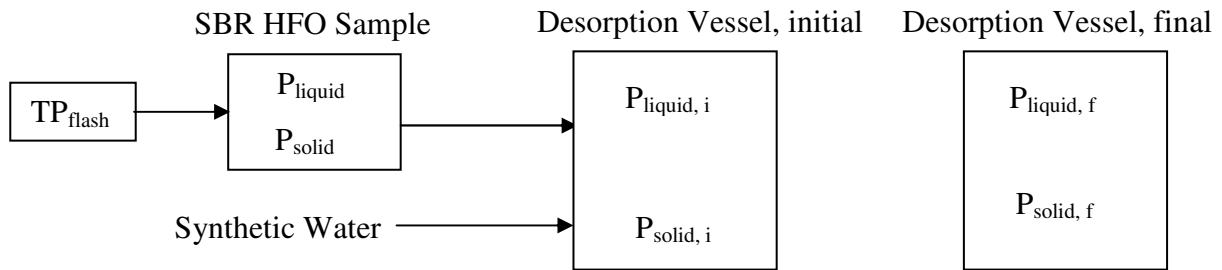 SBR HFO Sample
Desorption Vessel, initial
Desorption Vessel, final
TP_flash
P_liquid
P_solid
P_liquid, i
P_solid, i
P_liquid, f
P_solid, f
Synthetic Water